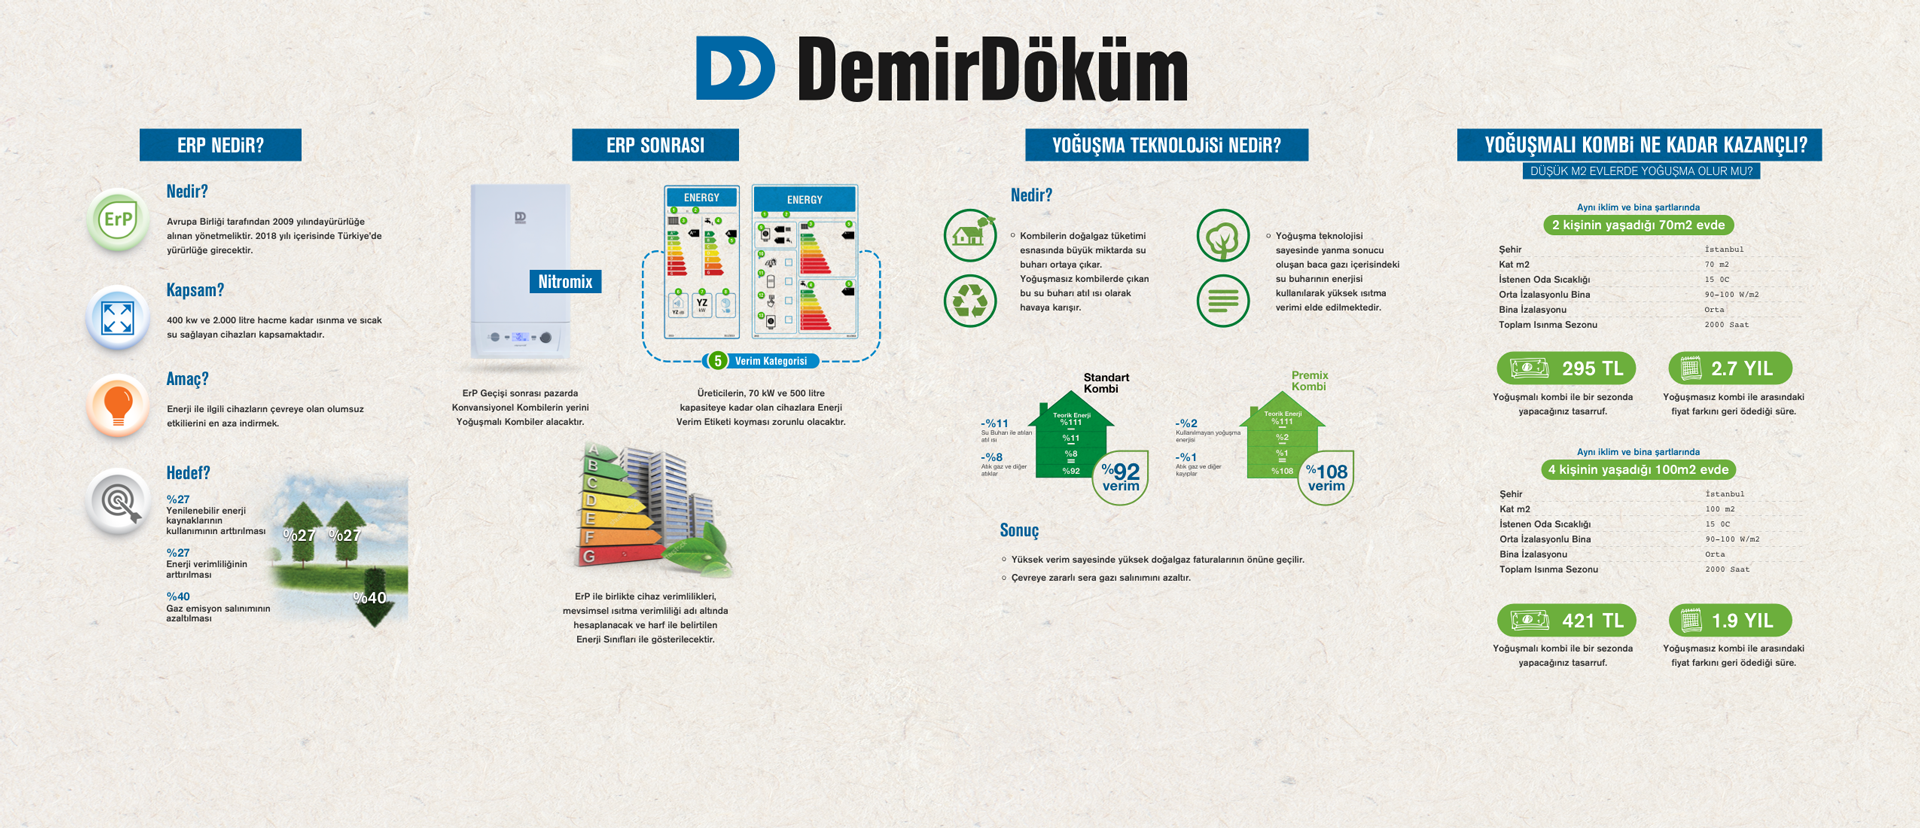 DemirDöküm
ERP NEDİR?
Nedir?
ErP
Avrupa Birliği tarafından 2009 yılındayürürlüğe
alınan yönetmeliktir. 2018 yılı içerisinde Türkiye'de
yürürlüğe girecektir.
Kapsam?
400 kw ve 2.000 litre hacme kadar ısınma ve sıcak
su sağlayan cihazları kapsamaktadır.
Amaç?
Enerji ile ilgili cihazların çevreye olan olumsuz
etkilerini en aza indirmek.
Hedef?
%27
Yenilenebilir enerji
kaynaklarının
kullanımının arttırılması
%27
Enerji verimliliğinin
arttırılması
%40
Gaz emisyon salınımının
azaltılması
%27 %27
%40
ERP SONRASI
Nitromix
ENERGY
YZ
ENERGY
5 Verim Kategorisi
ErP Geçişi sonrası pazarda
Konvansiyonel Kombilerin yerini
Yoğuşmalı Kombiler alacaktır.
Üreticilerin, 70 kW ve 500 litre
kapasiteye kadar olan cihazlara Enerji
Verim Etiketi koyması zorunlu olacaktır.
A
B
C
D
E
F
G
ErP ile birlikte cihaz verimlilikleri,
mevsimsel ısıtma verimliliği adı altında
hesaplanacak ve harf ile belirtilen
Enerji Sınıfları ile gösterilecektir.
YOĞUŞMA TEKNOLOJİSİ NEDİR?
Nedir?
Kombilerin doğalgaz tüketimi
esnasında büyük miktarda su
buharı ortaya çıkar.
Yoğuşmasız kombilerde çıkan
bu su buharı atıl ısı olarak
havaya karışır.
Yoğuşma teknolojisi
sayesinde yanma sonucu
oluşan baca gazı içerisindeki
su buharının enerjisi
kullanılarak yüksek ısıtma
verimi elde edilmektedir.
Standart
Kombi
-%11
Su Buharı ile atılan
atıl ısı
-%8
Atık gaz ve diğer
atıklar
Teorik Enerji
%111
%11
%8
%92
%92
verim
Premix
Kombi
-%2
Kullanılmayan yoğuşma
enerjisi
-%1
Atık gaz ve diğer
kayıplar
Teorik Enerji
%111
%2
%1
%108
%108
verim
Sonuç
Yüksek verim sayesinde yüksek doğalgaz faturalarının önüne geçilir.
Çevreye zararlı sera gazı salınımını azaltır.
YOĞUŞMALI KOMBİ NE KADAR KAZANÇLI?
DÜŞÜK M2 EVLERDE YOĞUŞMA OLUR MU?
Aynı iklim ve bina şartlarında
2 kişinin yaşadığı 70m2 evde
Şehir İstanbul
Kat m2 70 m2
İstenen Oda Sıcaklığı 15 0C
Orta İzalasyonlu Bina 90-100 W/m2
Bina İzalasyonu Orta
Toplam Isınma Sezonu 2000 Saat
295 TL
Yoğuşmalı kombi ile bir sezonda
yapacağınız tasarruf.
2.7 YIL
Yoğuşmasız kombi ile arasındaki
fiyat farkını geri ödediği süre.
Aynı iklim ve bina şartlarında
4 kişinin yaşadığı 100m2 evde
Şehir İstanbul
Kat m2 100 m2
İstenen Oda Sıcaklığı 15 0C
Orta İzalasyonlu Bina 90-100 W/m2
Bina İzalasyonu Orta
Toplam Isınma Sezonu 2000 Saat
421 TL
Yoğuşmalı kombi ile bir sezonda
yapacağınız tasarruf.
1.9 YIL
Yoğuşmasız kombi ile arasındaki
fiyat farkını geri ödediği süre.